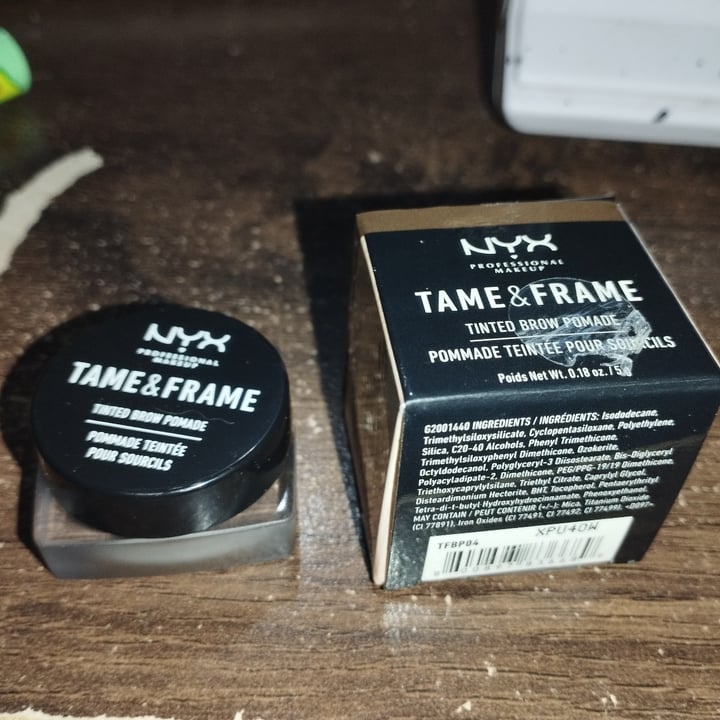 NYX
PROFESSIONAL
MAKEUP
TAME&FRAME
TINTED BROW POMADE
POMMADE TEINTÉE
POUR SOURCILS
NYX
PROFESSIONAL
MAKEUP
TAME&FRAME
TINTED BROW POMADE
POMMADE TEINTÉE POUR SOURCILS
Poids Net Wt. 0.18 oz. / 5
G2001440 INGREDIENTS / INGRÉDIENTS: Isododecane,
Trimethylsiloxysilicate, Cyclopentasiloxane, Polyethylene,
Silica, C20-40 Alcohols, Phenyl Trimethicone,
Trimethylsiloxyphenyl Dimethicone, Ozokerite,
Octyldodecanol, Polyglyceryl-3 Diisostearate, Bis-Diglyceryl
Polyacyladipate-2, Dimethicone, PEG/PPG-19/19 Dimethicone,
Triethoxycaprylylsilane, Triethyl Citrate, Caprylyl Glycol,
Disteardimonium Hectorite, BHT, Tocopherol, Pentaerythrityl
Tetra-di-t-butyl Hydroxyhydrocinnamate, Phenoxyethanol.
MAY CONTAIN / PEUT CONTENIR (+/-): Mica, Titanium Dioxide
(CI 77891), Iron Oxides (CI 77491, CI 77492, CI 77499).
TFBP04
XPU40W